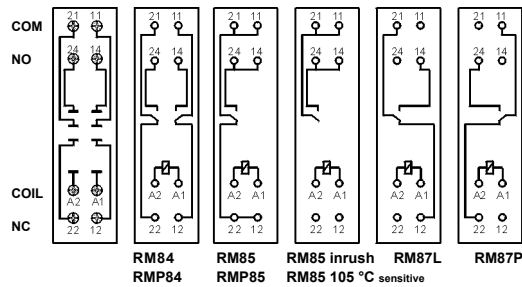 COM 21 11 21 11 21 11 21 11 21 11 21 11
NO 24 14 24 14 24 14 24 14 24 14 24 14
COIL A2 A1 A2 A1 A2 A1 A2 A1 A2 A1 A2 A1
NC 22 12 22 12 22 12 22 12 22 12 22 12
RM84 RM85 RM85 inrush RM87L RM87P
RMP84 RMP85 RM85 105 °C sensitive